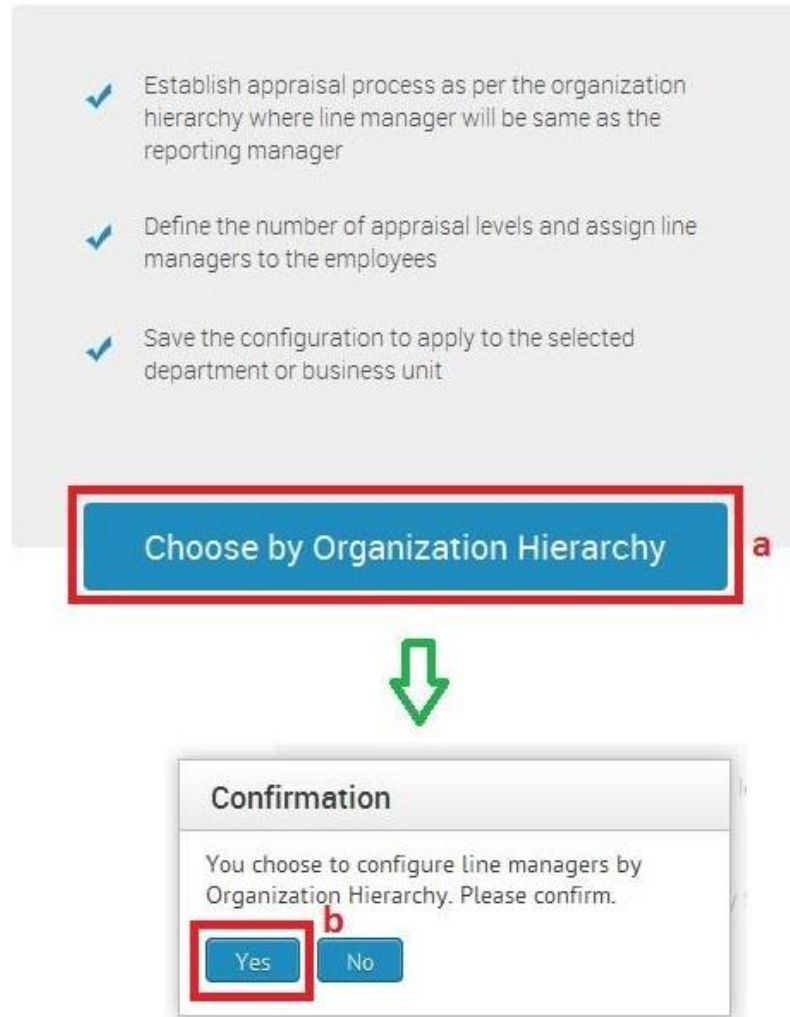 Establish appraisal process as per the organization
hierarchy where line manager will be same as the
reporting manager
Define the number of appraisal levels and assign line
managers to the employees
Save the configuration to apply to the selected
department or business unit
Choose by Organization Hierarchy
a
Confirmation
You choose to configure line managers by
Organization Hierarchy. Please confirm.
b
Yes
No